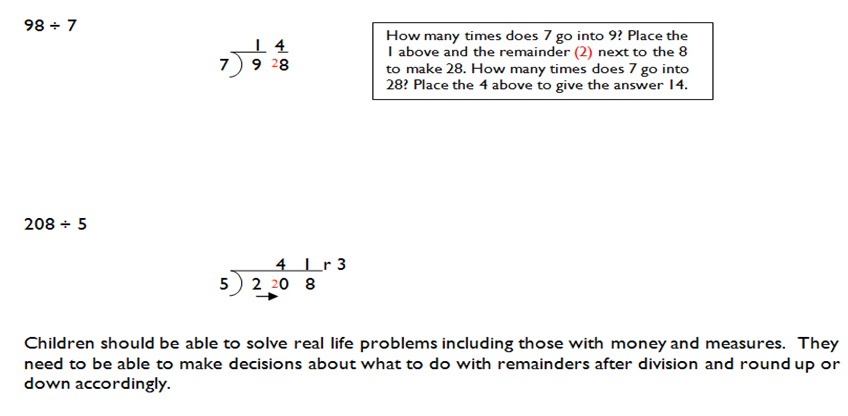 98 ÷ 7
1 4
7 ) 9 28
How many times does 7 go into 9? Place the
1 above and the remainder (2) next to the 8
to make 28. How many times does 7 go into
28? Place the 4 above to give the answer 14.
208 ÷ 5
4 1 r 3
5 ) 2 20 8
Children should be able to solve real life problems including those with money and measures. They
need to be able to make decisions about what to do with remainders after division and round up or
down accordingly.